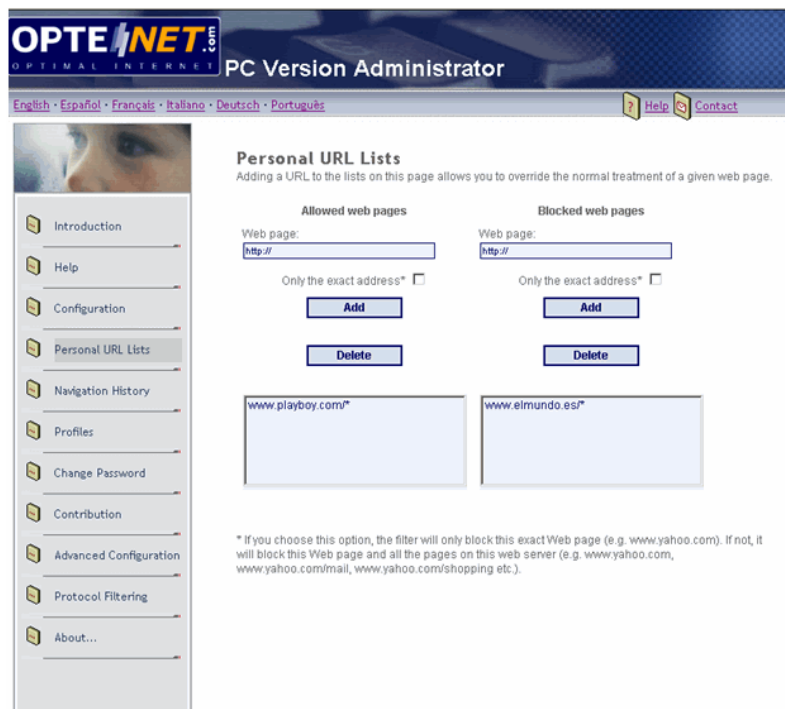 OPTENET.com
OPTIMAL INTERNET
PC Version Administrator
English · Español · Français · Italiano · Deutsch · Português
? Help Contact
Personal URL Lists
Adding a URL to the lists on this page allows you to override the normal treatment of a given web page.
Allowed web pages Blocked web pages
Web page: Web page:
http:// http://
Only the exact address* Only the exact address*
Add Add
Delete Delete
www.playboy.com/* www.elmundo.es/*
* If you choose this option, the filter will only block this exact Web page (e.g. www.yahoo.com). If not, it
will block this Web page and all the pages on this web server (e.g. www.yahoo.com,
www.yahoo.com/mail, www.yahoo.com/shopping etc.).
Introduction
Help
Configuration
Personal URL Lists
Navigation History
Profiles
Change Password
Contribution
Advanced Configuration
Protocol Filtering
About...